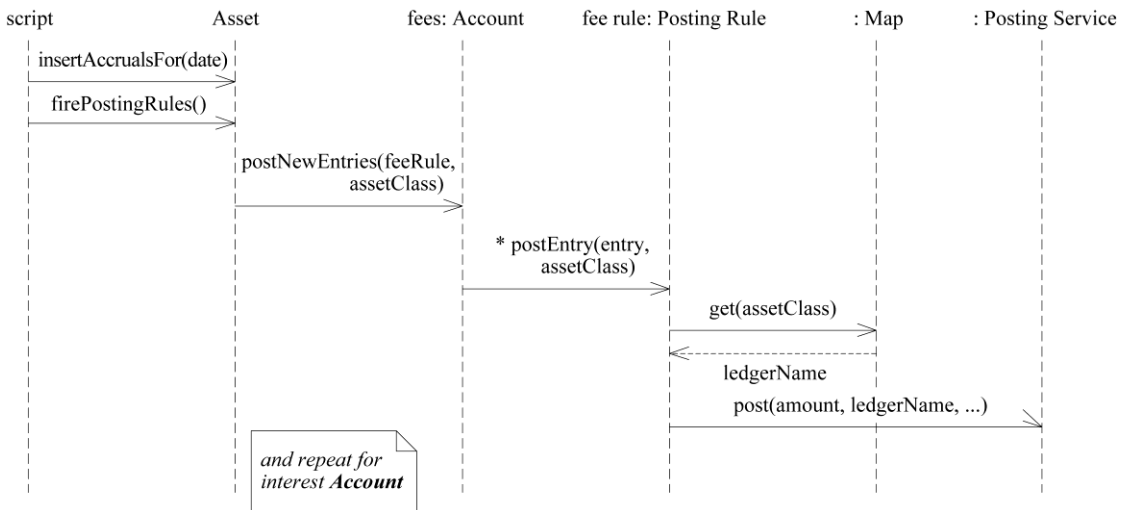 script Asset fees: Account fee rule: Posting Rule : Map : Posting Service
insertAccrualsFor(date)
firePostingRules()
postNewEntries(feeRule,
assetClass)
* postEntry(entry,
assetClass)
get(assetClass)
ledgerName
post(amount, ledgerName, ...)
and repeat for
interest Account